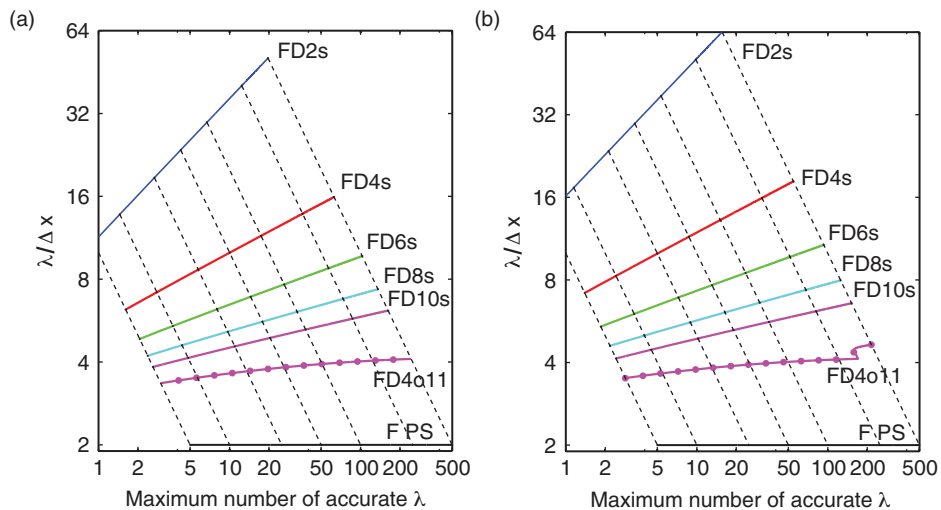 (a)
64
32
16
8
4
2
λ/Δ x
FD2s
FD4s
FD6s
FD8s
FD10s
FD4o11
F PS
1 2 5 10 20 50 100 200 500
Maximum number of accurate λ
(b)
64
32
16
8
4
2
λ/Δ x
FD2s
FD4s
FD6s
FD8s
FD10s
FD4o11
F PS
1 2 5 10 20 50 100 200 500
Maximum number of accurate λ